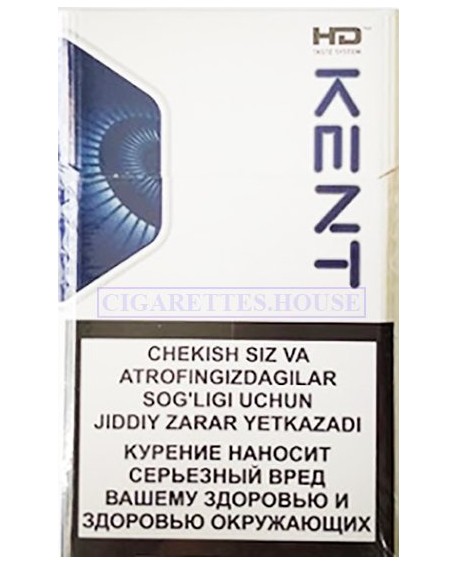 HD™
TASTE SYSTEM
KENT
CIGARETTES.HOUSE
CHEKISH SIZ VA
ATROFINGIZDAGILAR
SOG'LIGI UCHUN
JIDDIY ZARAR YETKAZADI
КУРЕНИЕ НАНОСИТ
СЕРЬЕЗНЫЙ ВРЕД
ВАШЕМУ ЗДОРОВЬЮ И
ЗДОРОВЬЮ ОКРУЖАЮЩИХ